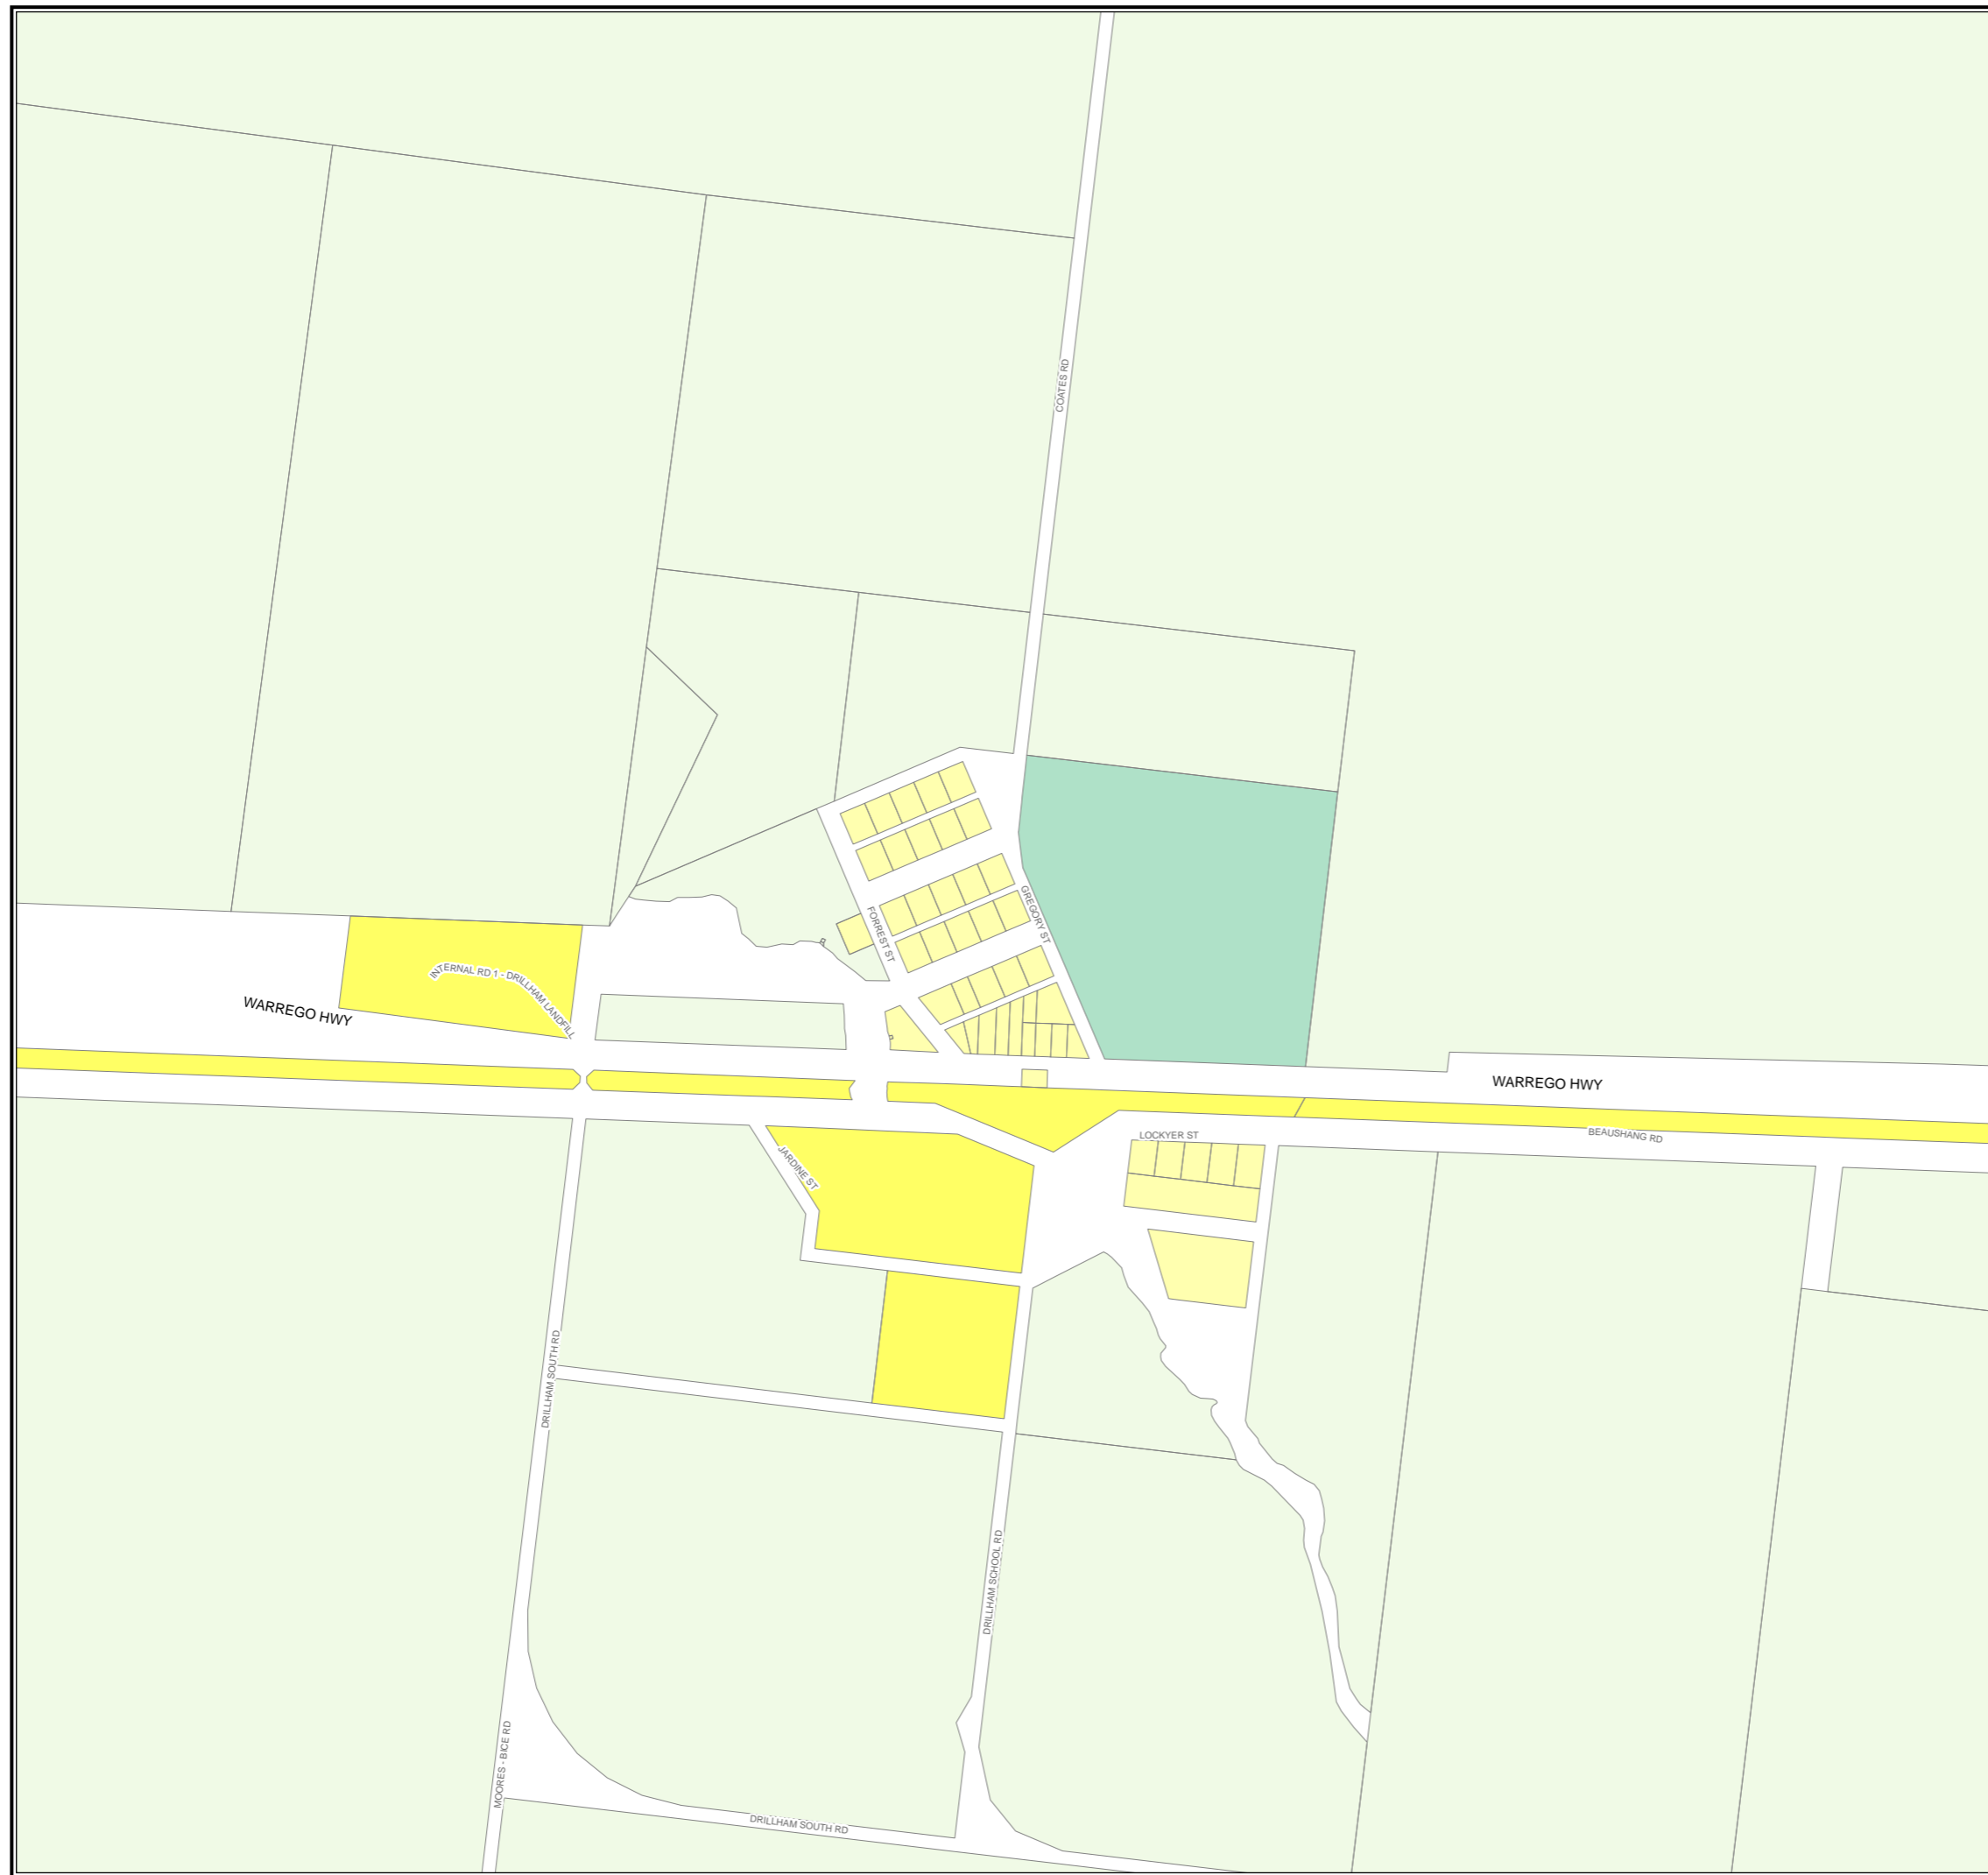 COATES RD
GREGORY ST
FORREST ST
INTERNAL RD 1 - DRILLHAM LANDFILL
WARREGO HWY
WARREGO HWY
LOCKYER ST
BEAUSHANG RD
JARDINE ST
DRILLHAM SOUTH RD
DRILLHAM SCHOOL RD
MOORES - BICE RD
DRILLHAM SOUTH RD